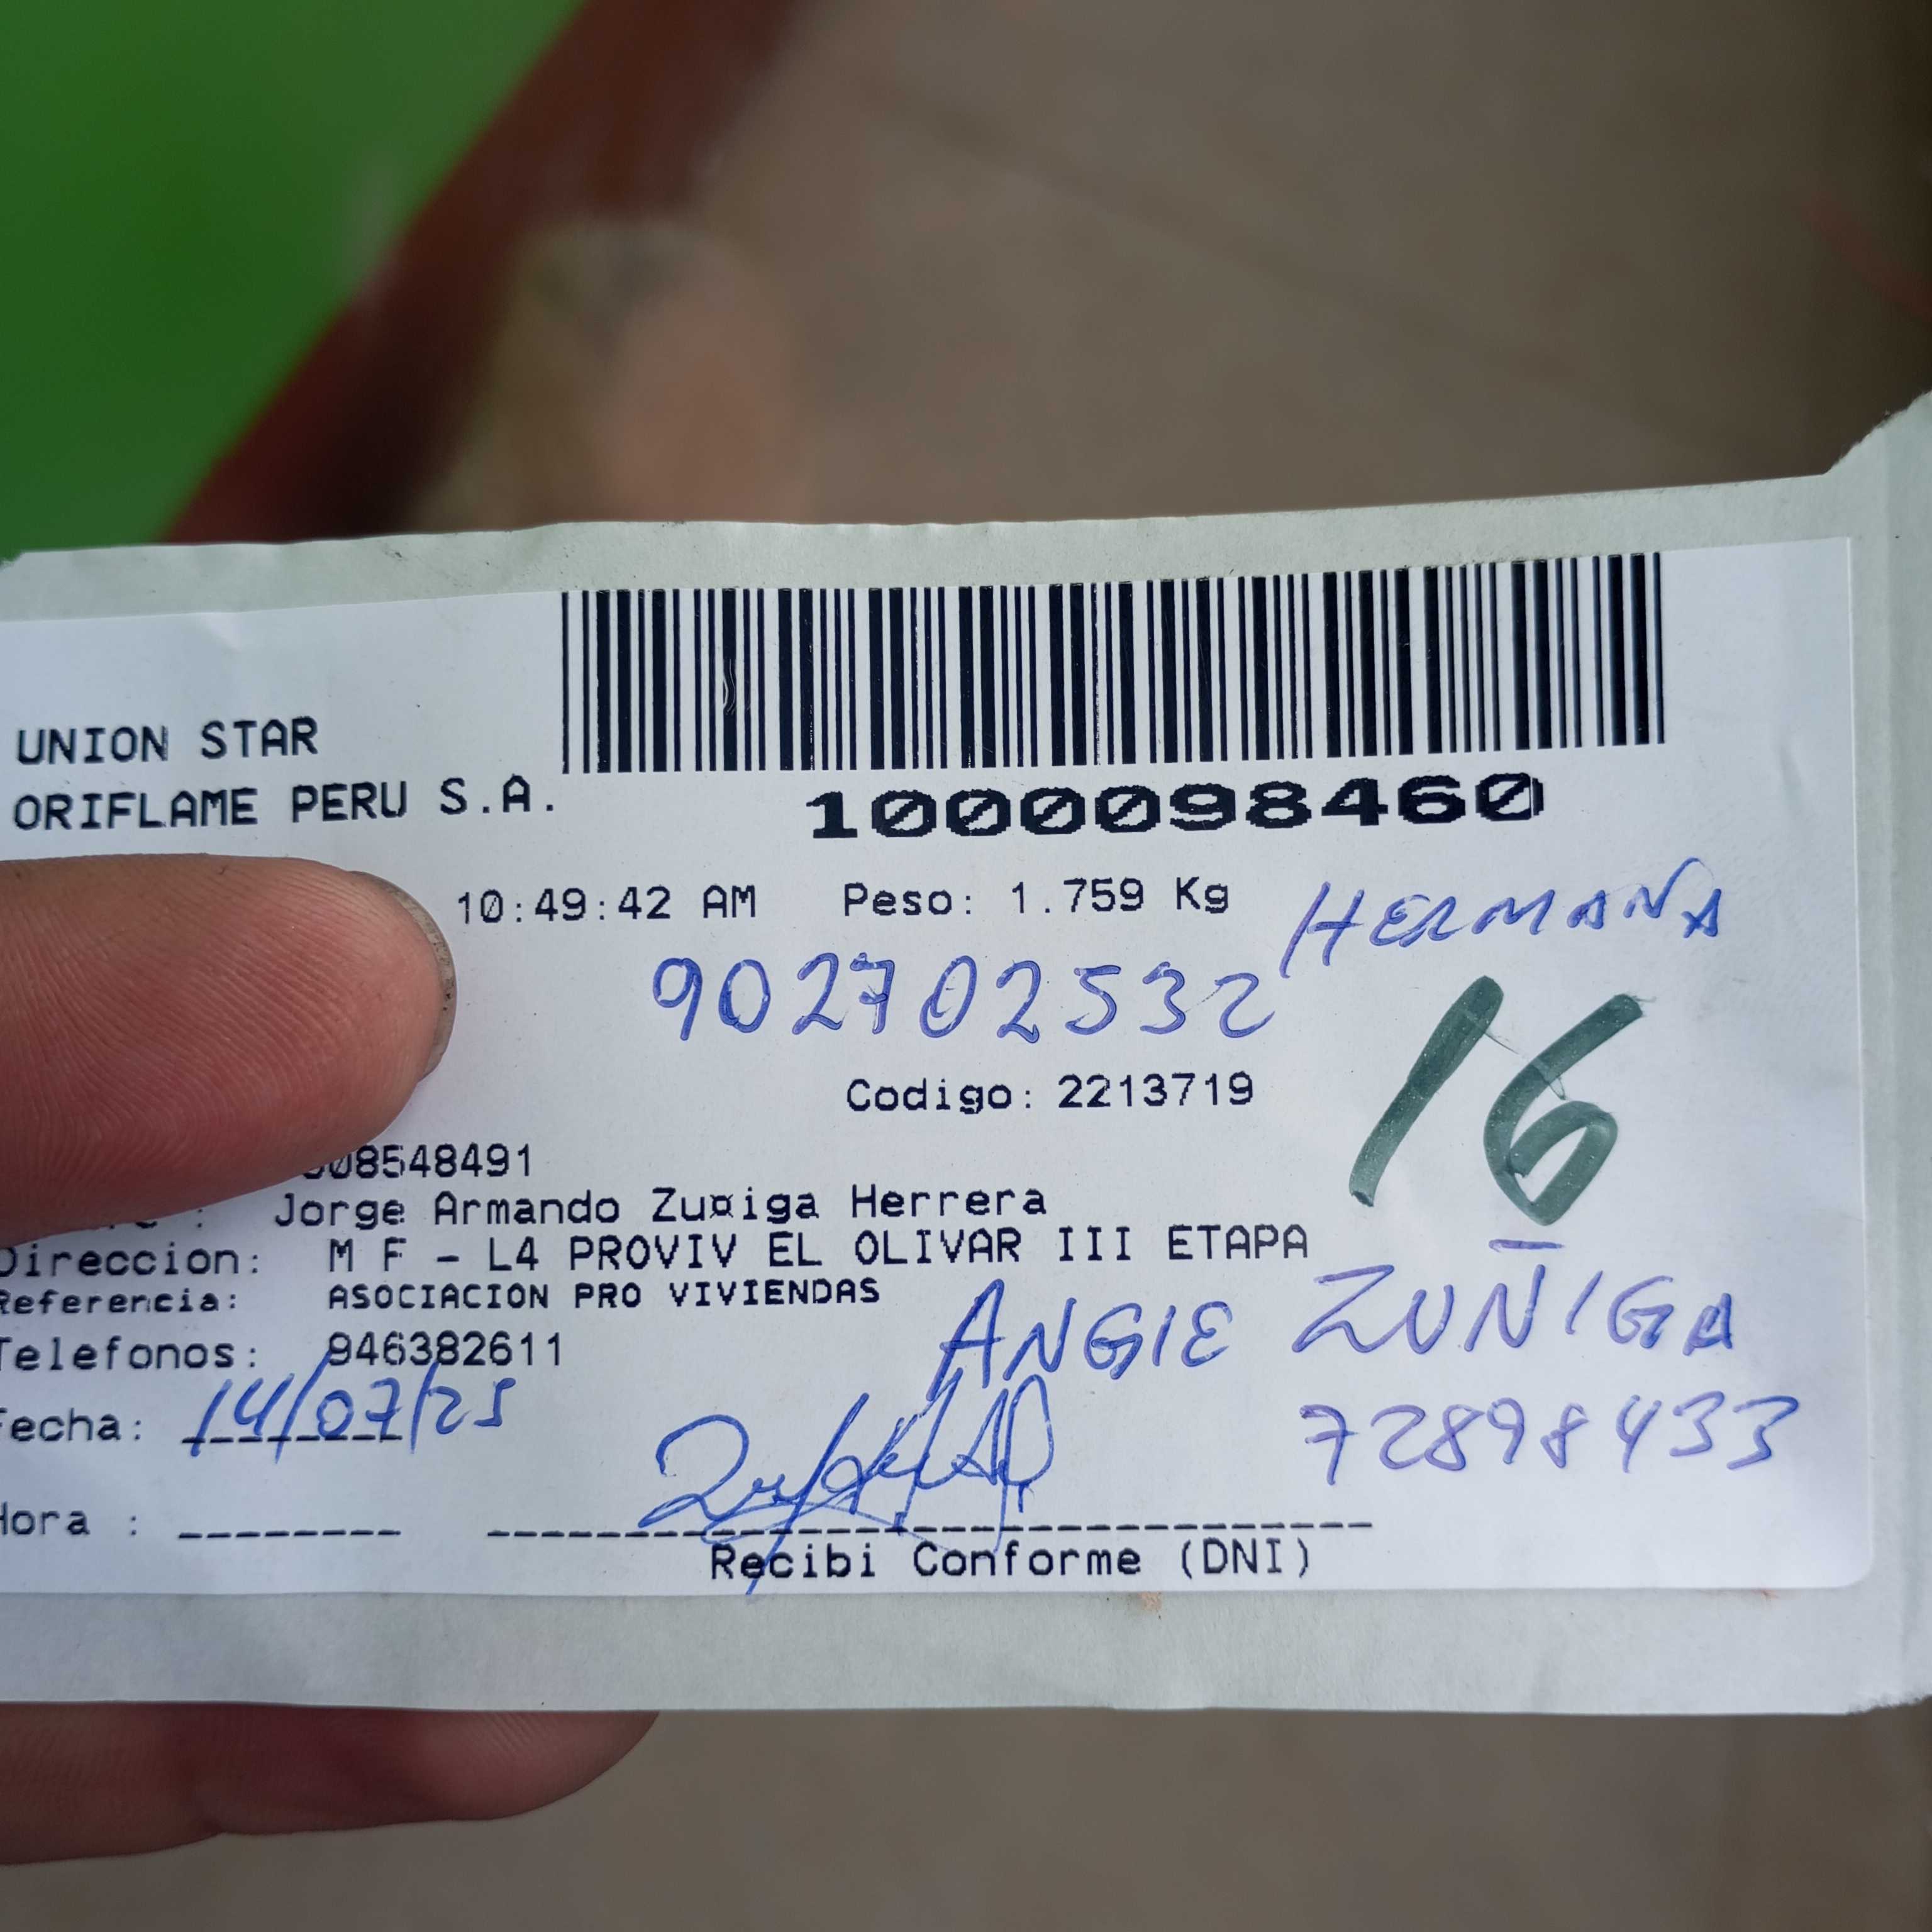 UNION STAR
ORIFLAME PERU S.A.
1000098460
10:49:42 AM Peso: 1.759 Kg
HERMANA
902702532
16
Codigo: 2213719
08548491
Jorge Armando Zu¤iga Herrera
Direccion: M F - L4 PROVIV EL OLIVAR III ETAPA
Referencia: ASOCIACION PRO VIVIENDAS
Telefonos: 946382611
ANGIE ZUÑIGA
Fecha: 14/07/25
72898433
Hora :
Recibi Conforme (DNI)